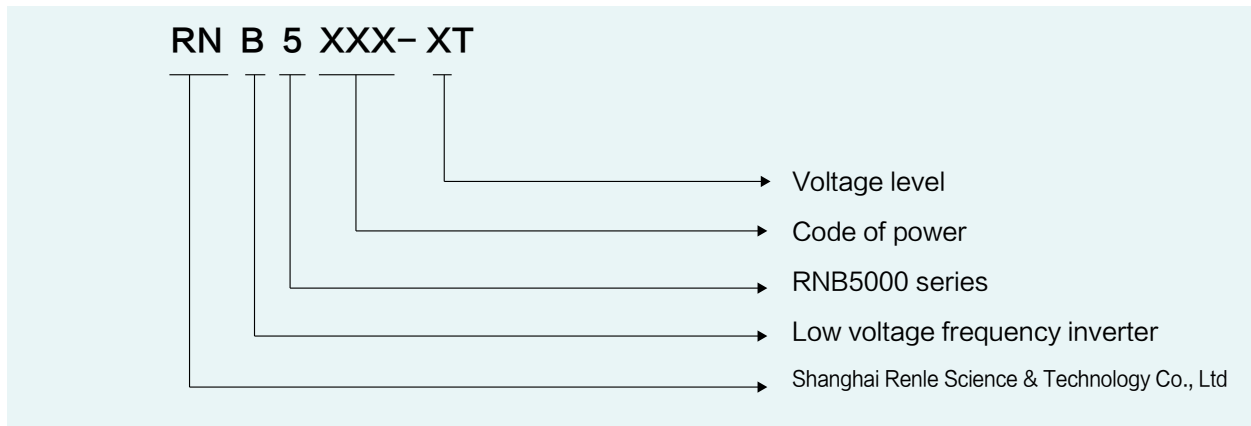 RN B 5 XXX- XT
Voltage level
Code of power
RNB5000 series
Low voltage frequency inverter
Shanghai Renle Science & Technology Co., Ltd